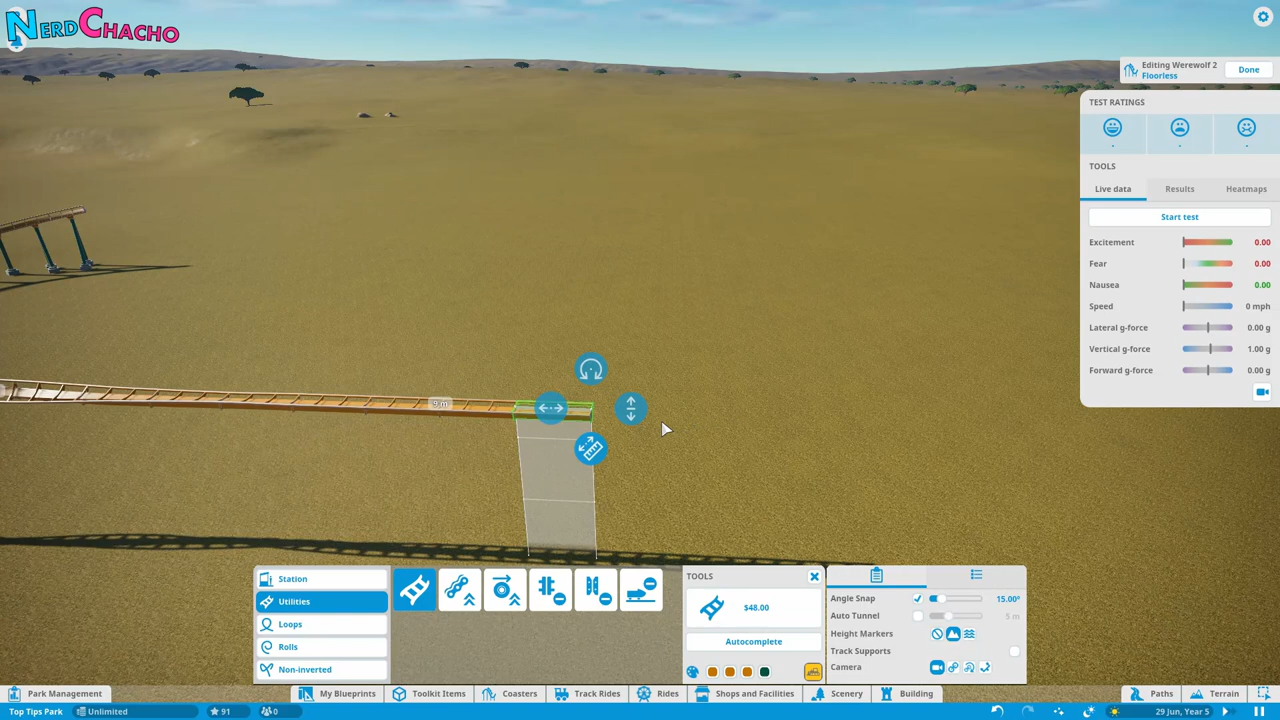 NERDCHACHO
Editing Werewolf 2
Floorless
Done
TEST RATINGS
- - -
TOOLS
Live data Results Heatmaps
Start test
Excitement 0.00
Fear 0.00
Nausea 0.00
Speed 0 mph
Lateral g-force 0.00 g
Vertical g-force 1.00 g
Forward g-force 0.00 g
9 m
Station
Utilities
Loops
Rolls
Non-inverted
TOOLS
$48.00
Autocomplete
Angle Snap 15.00°
Auto Tunnel 5 m
Height Markers
Track Supports
Camera
Park Management My Blueprints Toolkit Items Coasters Track Rides Rides Shops and Facilities Scenery Building Paths Terrain
Top Tips Park Unlimited 91 0 29 Jun, Year 5